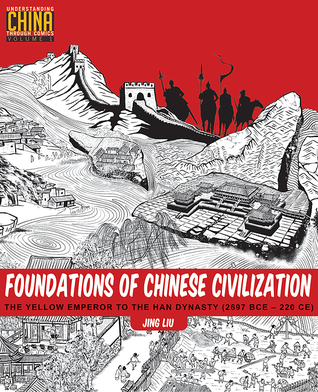 UNDERSTANDING
CHINA
THROUGH COMICS
VOLUME 1
FOUNDATIONS OF CHINESE CIVILIZATION
THE YELLOW EMPEROR TO THE HAN DYNASTY (2697 BCE – 220 CE)
JING LIU